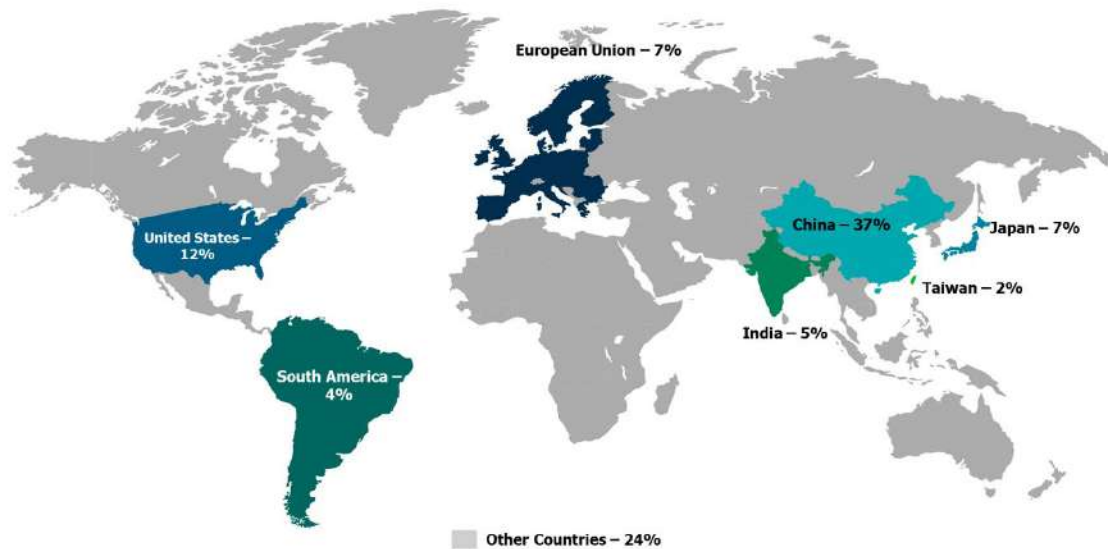 European Union – 7%
United States –
12%
China – 37%
Japan – 7%
Taiwan – 2%
India – 5%
South America –
4%
Other Countries – 24%